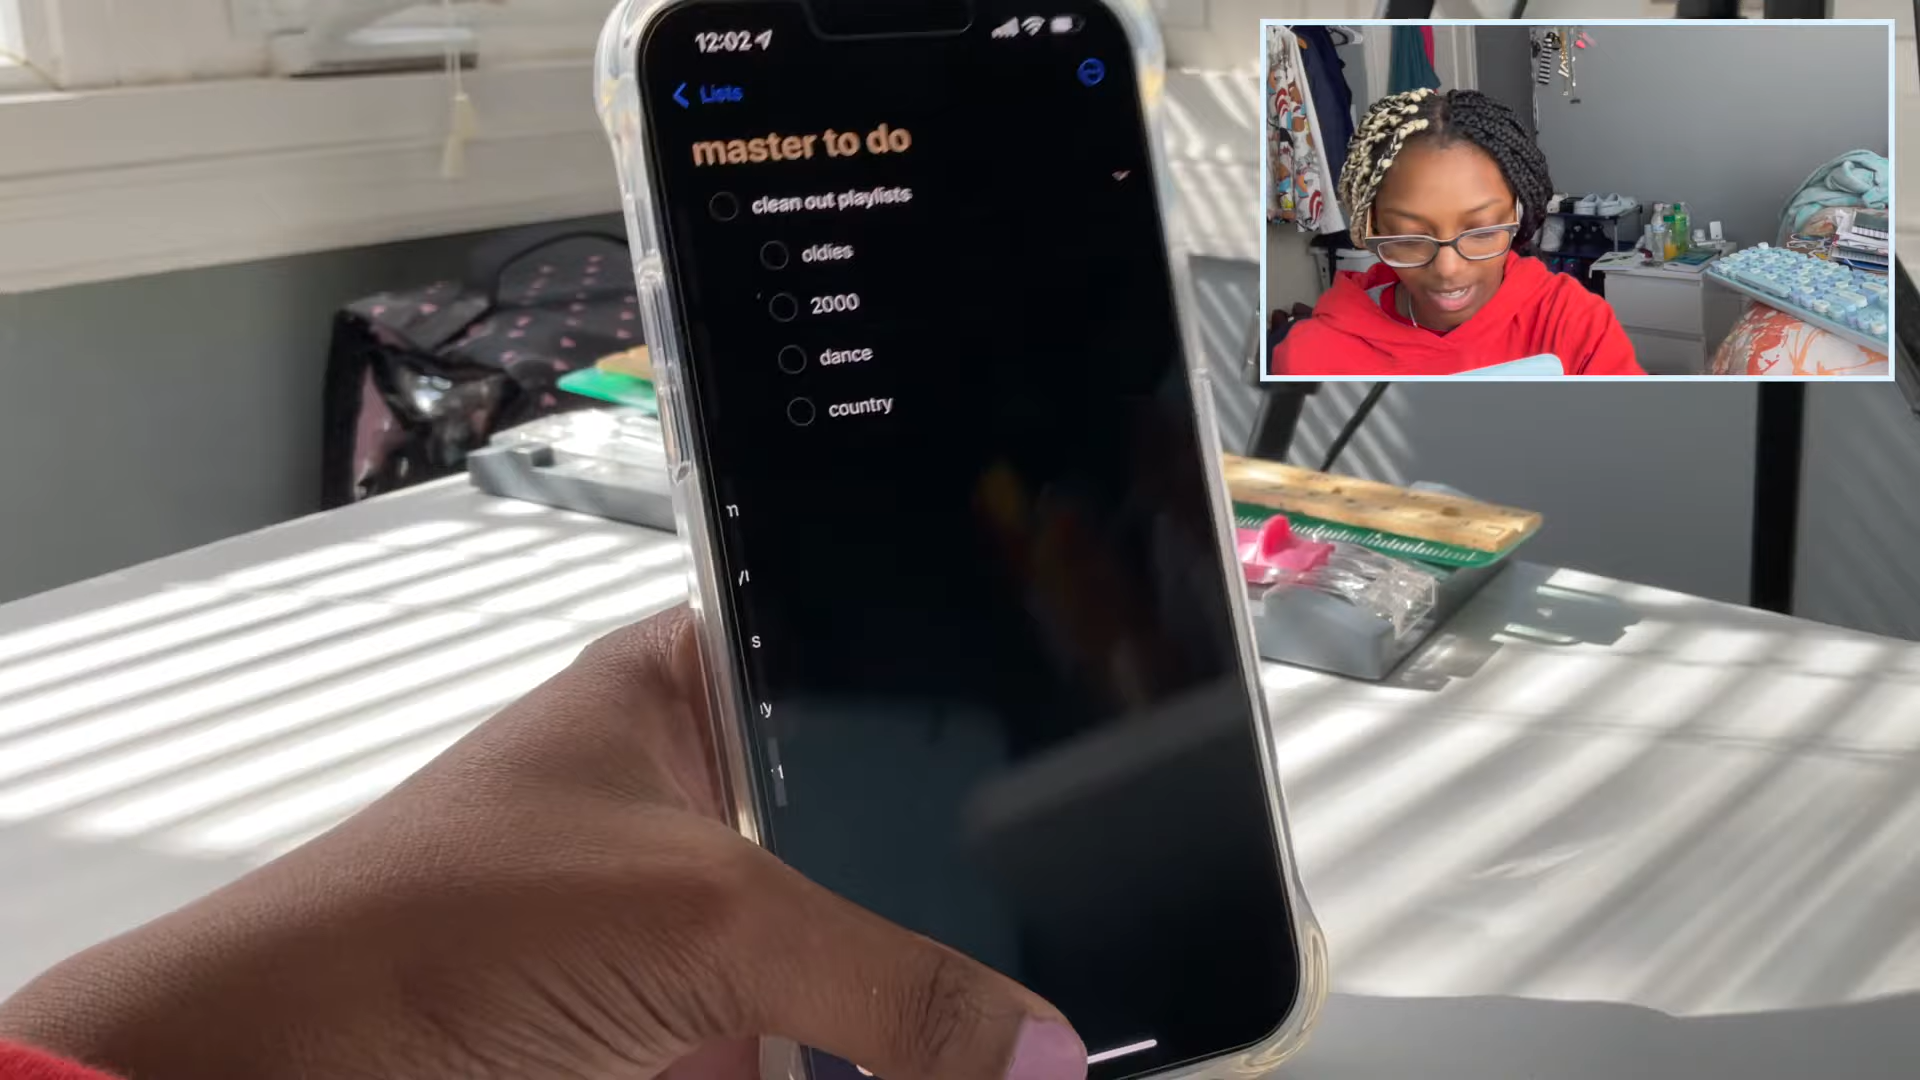 12:02
Lists
master to do
clean out playlists
oldies
2000
dance
country